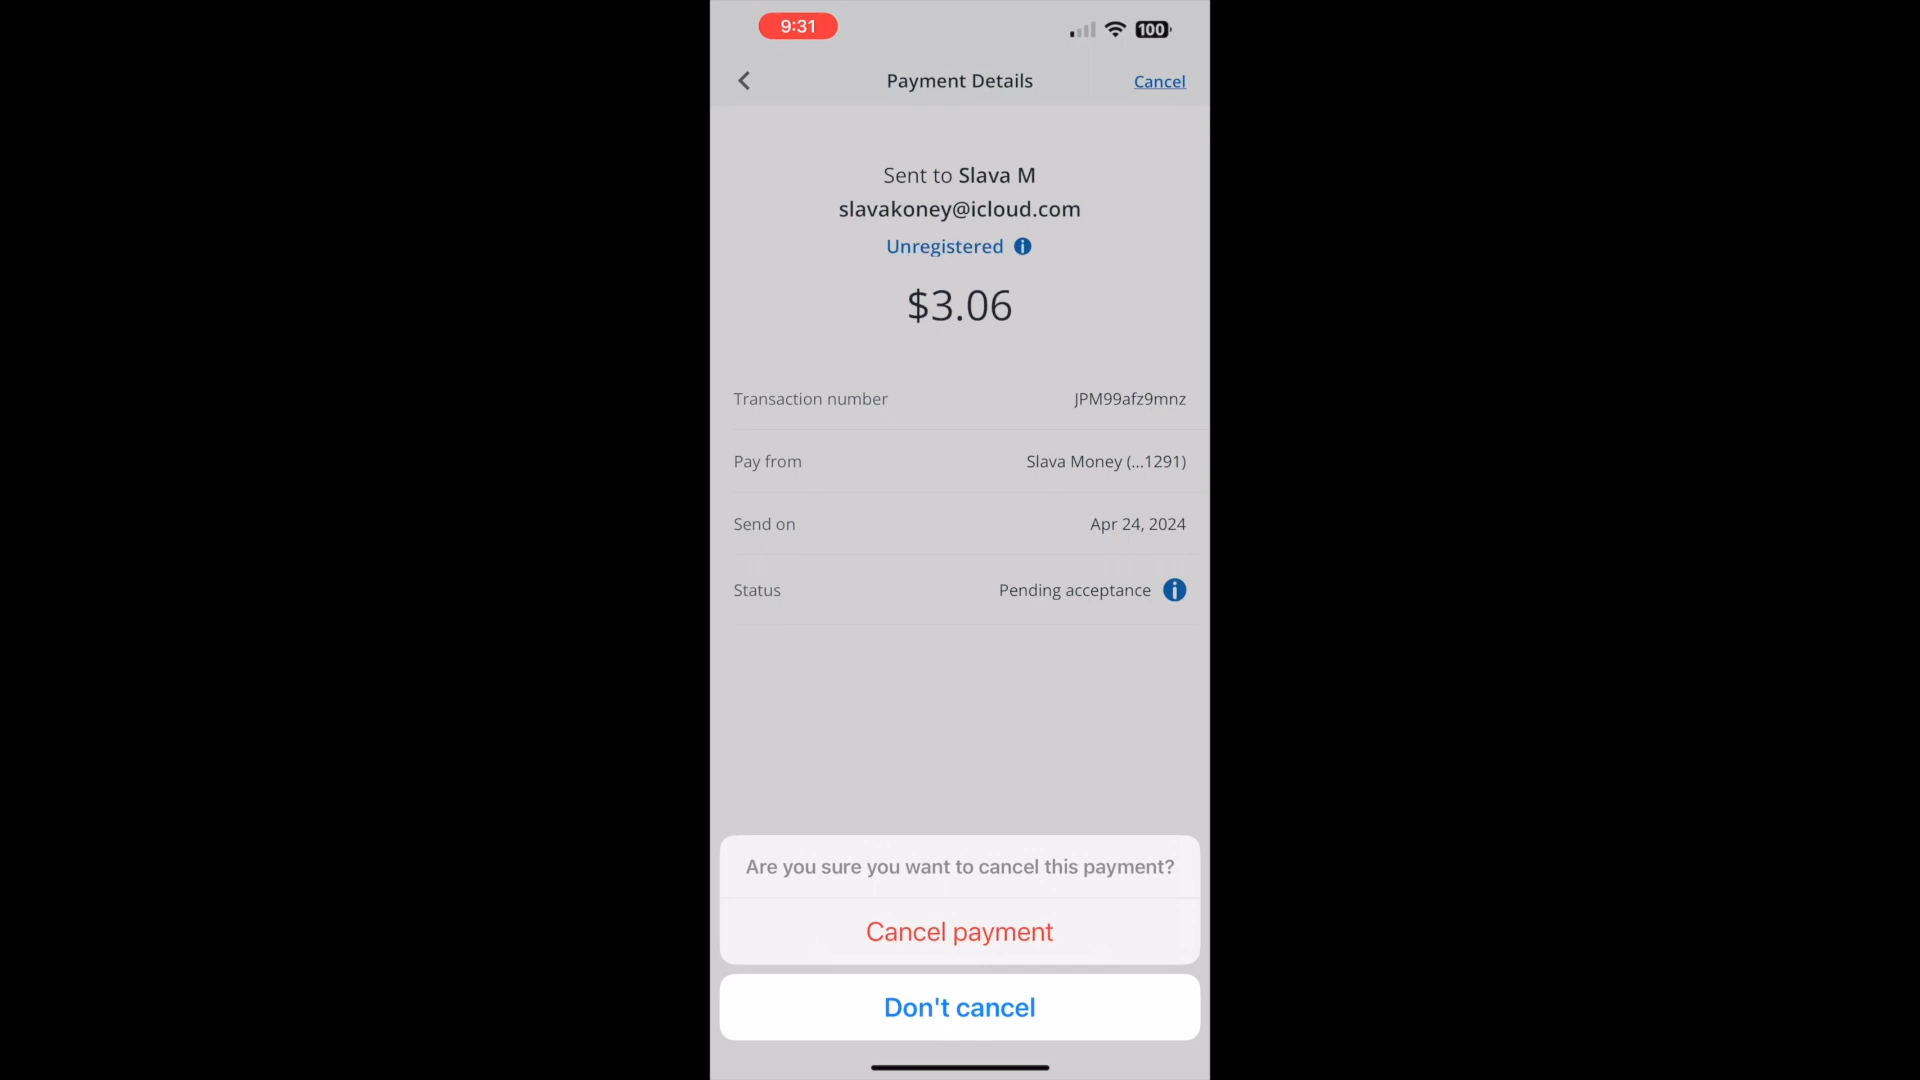 9:31
100
Payment Details
Cancel
Sent to Slava M
slavakoney@icloud.com
Unregistered
$3.06
Transaction number
JPM99afz9mnz
Pay from
Slava Money (...1291)
Send on
Apr 24, 2024
Status
Pending acceptance
Are you sure you want to cancel this payment?
Cancel payment
Don't cancel